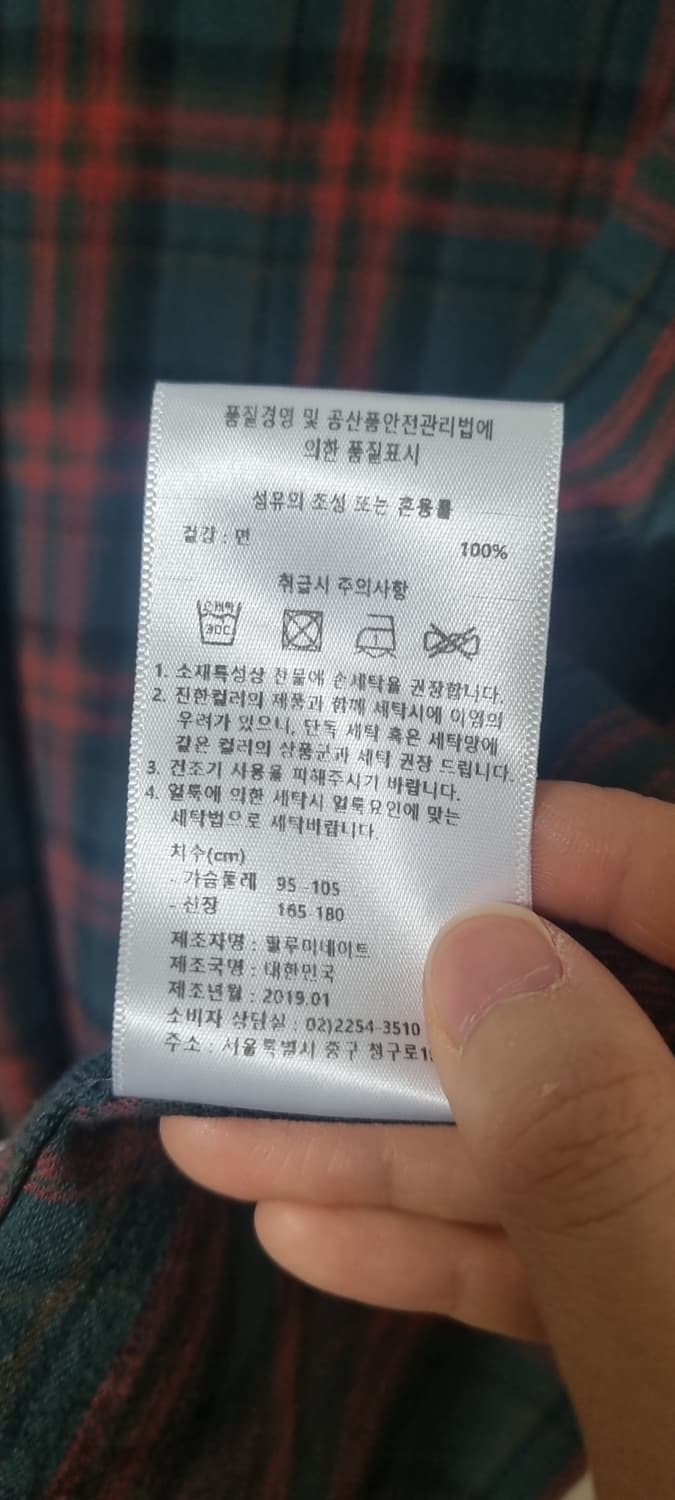 품질경영 및 공산품안전관리법에
의한 품질표시
섬유의 조성 또는 혼용률
겉감 : 면 100%
취급시 주의사항
손세탁
30C
1. 소재특성상 찬물에 손세탁을 권장합니다.
2. 진한컬러의 제품과 함께 세탁시에 이염의
우려가 있으니, 단독 세탁 혹은 세탁망에
같은 컬러의 상품군과 세탁 권장 드립니다.
3. 건조기 사용을 피해주시기 바랍니다.
4. 얼룩에 의한 세탁시 얼룩요인에 맞는
세탁법으로 세탁바랍니다.
치수(cm)
- 가슴둘레 95 -105
- 신장 165-180
제조자명 : 팔루미네이트
제조국명 : 대한민국
제조년월 : 2019.01
소비자 상담실 : 02)2254-3510
주소 : 서울특별시 중구 청구로1